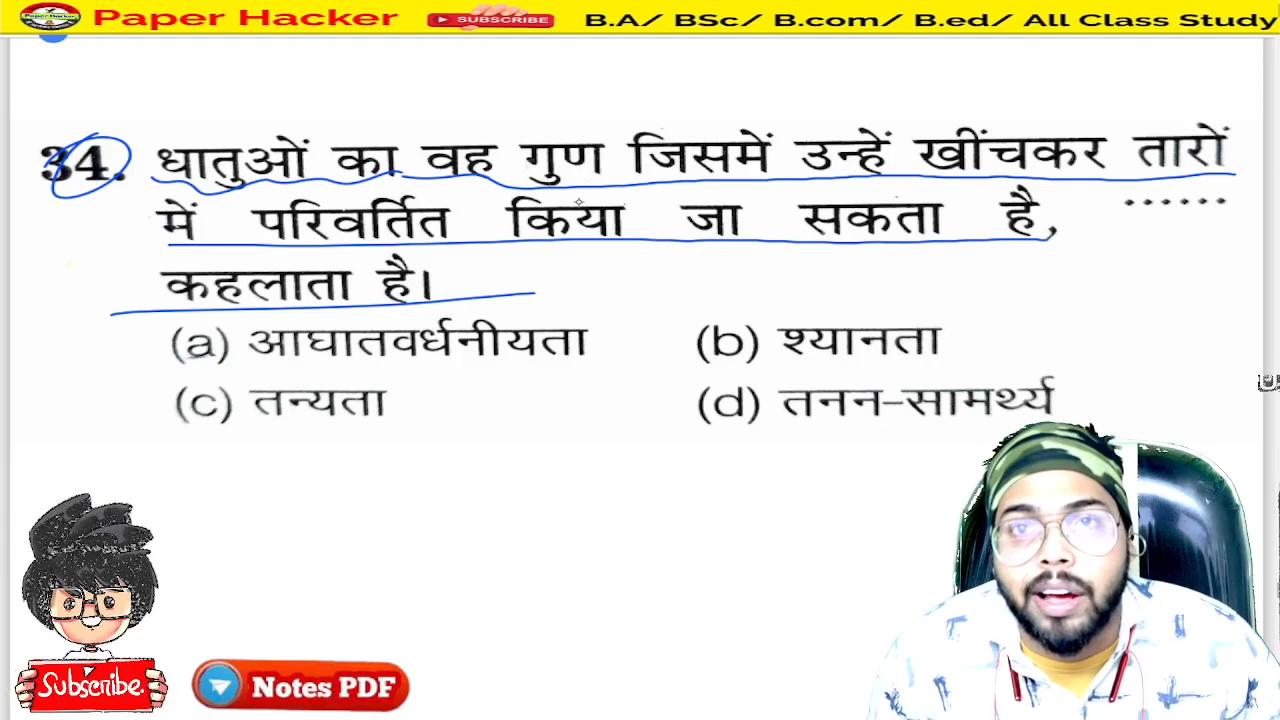 Paper Hacker
SUBSCRIBE
B.A/ BSc/ B.com/ B.ed/ All Class Study
34. धातुओं का वह गुण जिसमें उन्हें खींचकर तारों
में परिवर्तित किया जा सकता है, ......
कहलाता है।
(a) आघातवर्धनीयता (b) श्यानता
(c) तन्यता (d) तनन–सामर्थ्य
Subscribe.
Notes PDF